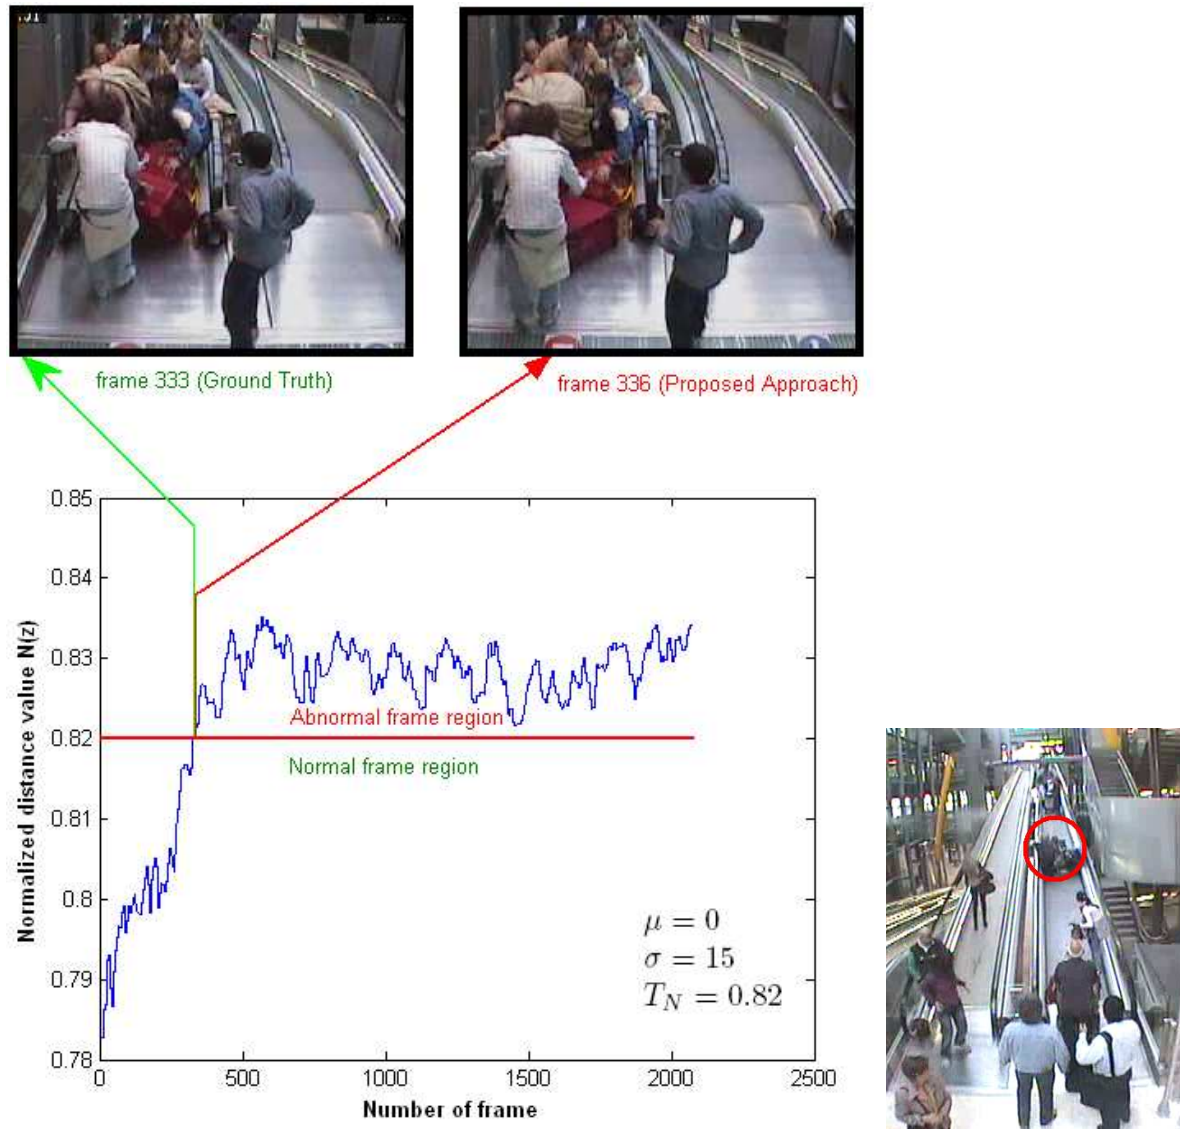 frame 333 (Ground Truth)
frame 336 (Proposed Approach)
0.85
0.84
0.83
0.82
0.8
0.79
0.78
Normalized distance value N(z)
Abnormal frame region
Normal frame region
μ = 0
σ = 15
T_N = 0.82
0
500
1000
1500
2000
2500
Number of frame